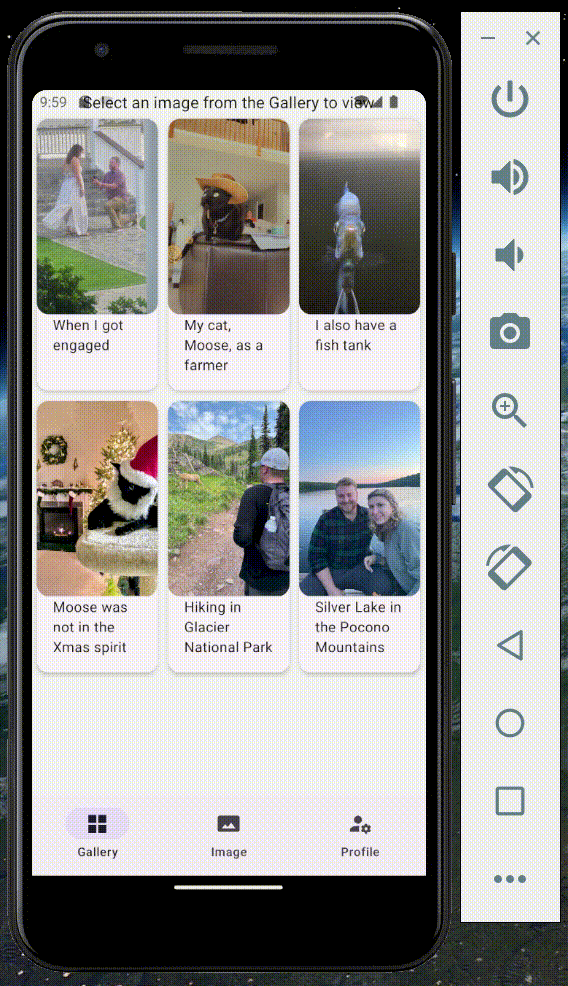 9:59
Select an image from the Gallery to view
When I got
engaged
My cat,
Moose, as a
farmer
I also have a
fish tank
Moose was
not in the
Xmas spirit
Hiking in
Glacier
National Park
Silver Lake in
the Pocono
Mountains
Gallery
Image
Profile